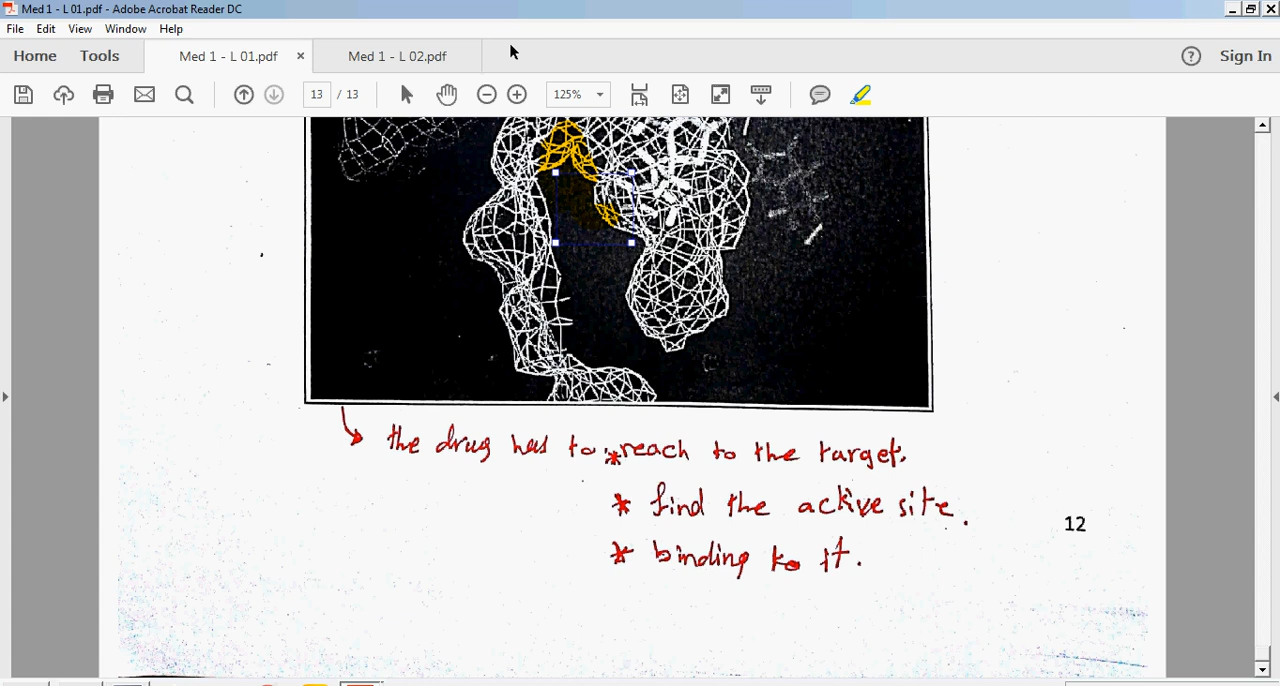 Med 1 - L 01.pdf - Adobe Acrobat Reader DC
File Edit View Window Help
Home Tools Med 1 - L 01.pdf × Med 1 - L 02.pdf ? Sign In
13 / 13 125%
the drug has to: * reach to the target.
* find the active site.
* binding to it.
12